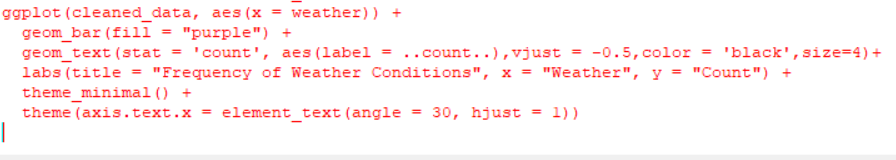 ggplot(cleaned_data, aes(x = weather)) +
  geom_bar(fill = "purple") +
  geom_text(stat = 'count', aes(label = ..count..),vjust = -0.5,color = 'black',size=4)+
  labs(title = "Frequency of Weather Conditions", x = "Weather", y = "Count") +
  theme_minimal() +
  theme(axis.text.x = element_text(angle = 30, hjust = 1))